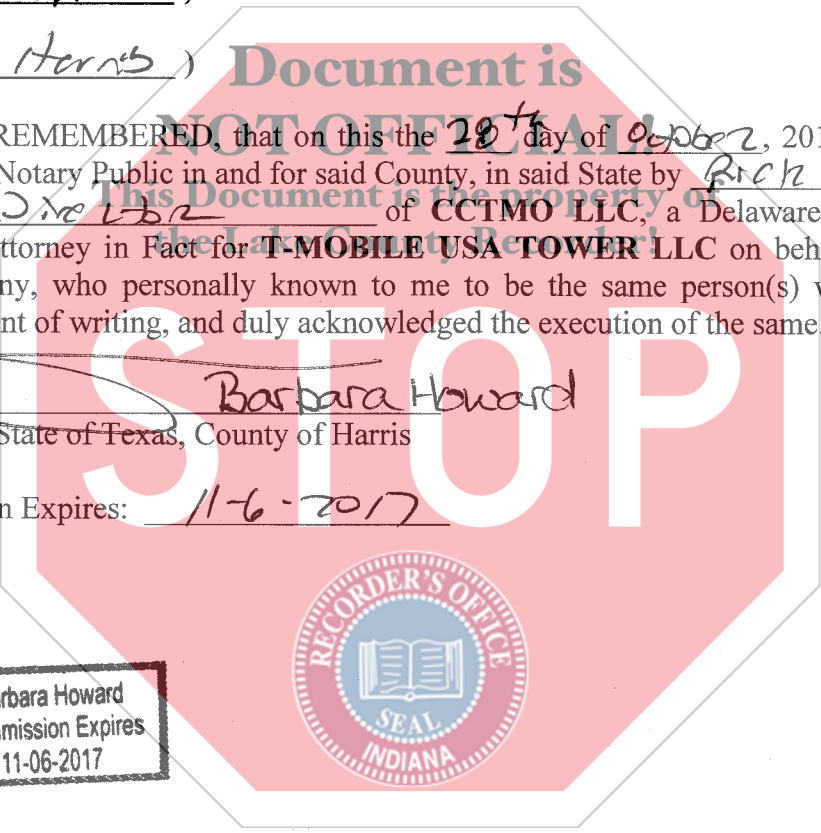 Harris )
Document is
NOT OFFICIAL!
REMEMBERED, that on this the 28th day of October, 201
Notary Public in and for said County, in said State by Rich
This Document is the property of
of CCTMO LLC, a Delaware
the Lake County Recorder!
ttorney in Fact for T-MOBILE USA TOWER LLC on beh
ny, who personally known to me to be the same person(s) w
nt of writing, and duly acknowledged the execution of the same.
STOP
Barbara Howard
State of Texas, County of Harris
n Expires: 11-6-2017
RECORDER'S OFFICE
SEAL
INDIANA
rbara Howard
mission Expires
11-06-2017